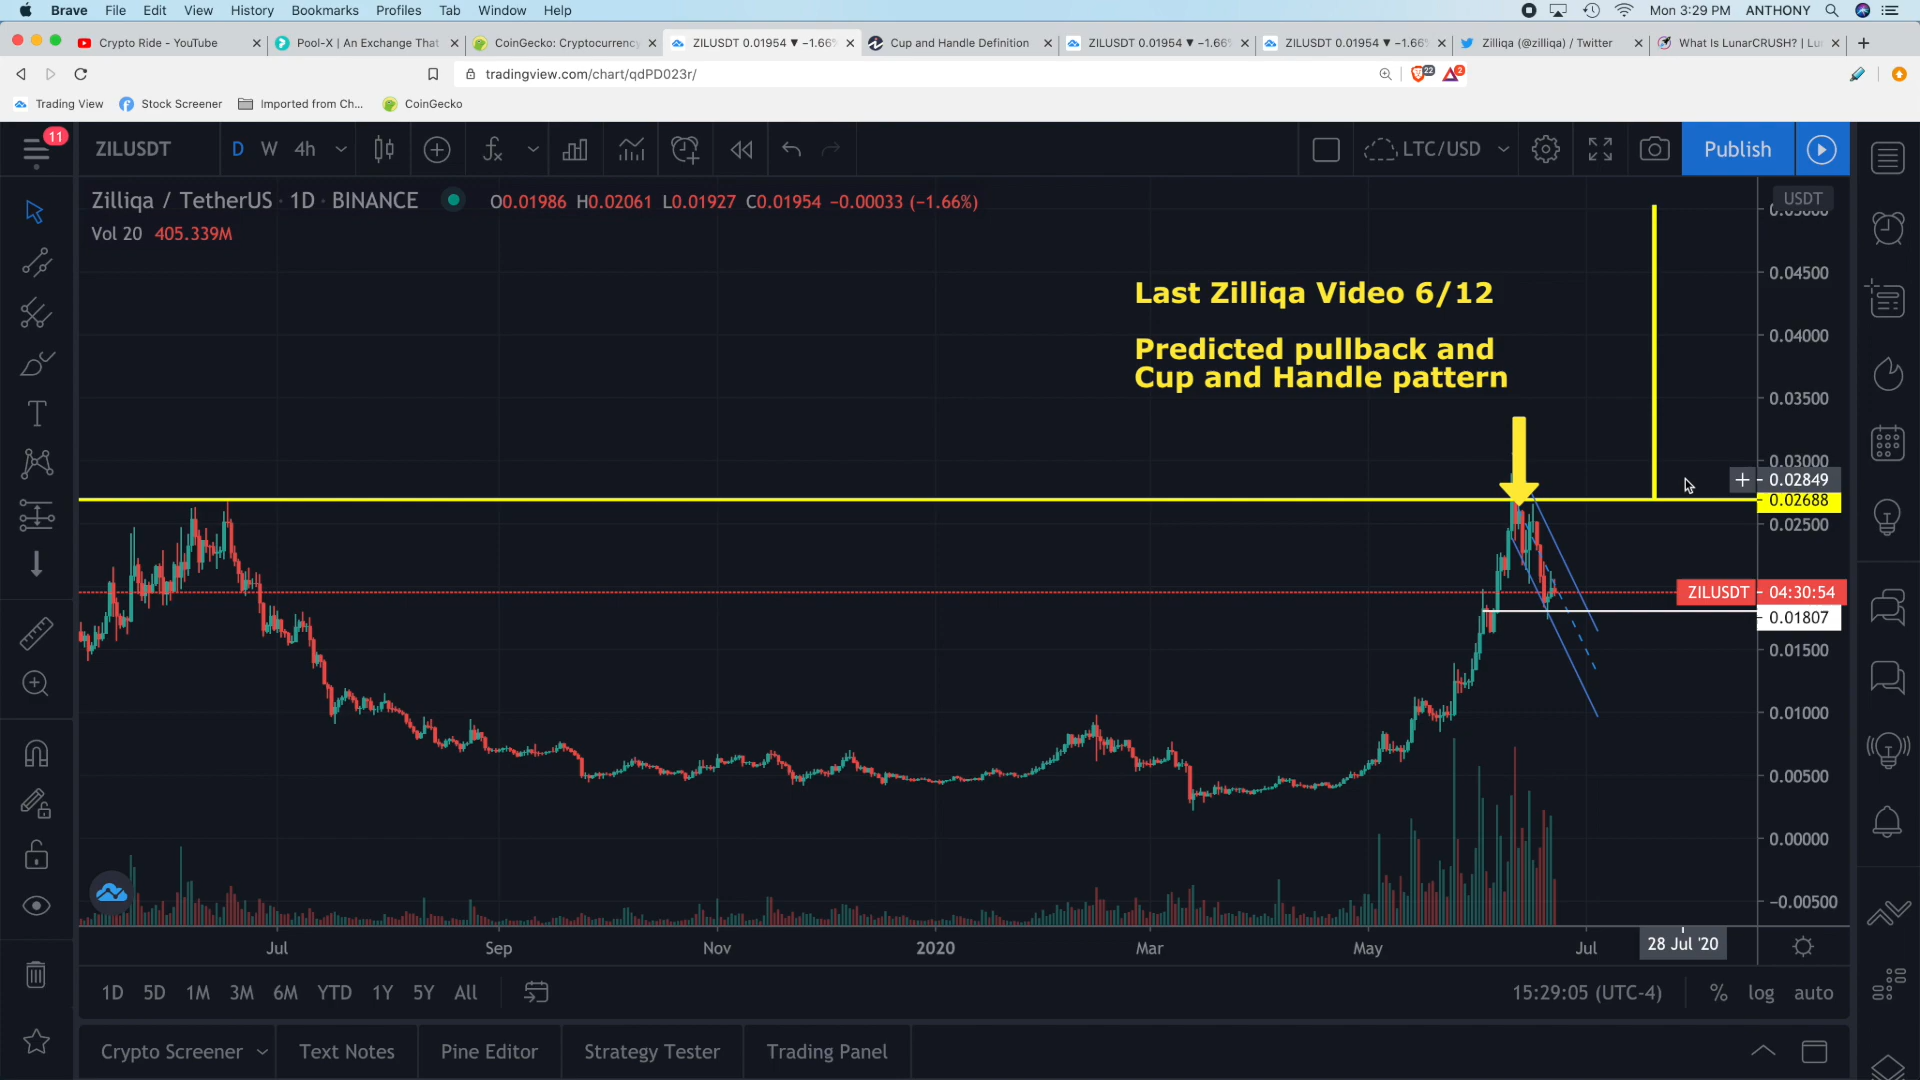 Brave File Edit View History Bookmarks Profiles Tab Window Help Mon 3:29 PM ANTHONY
Crypto Ride - YouTube Pool-X | An Exchange That CoinGecko: Cryptocurrency ZILUSDT 0.01954 ▼ −1.66% Cup and Handle Definition ZILUSDT 0.01954 ▼ −1.66% ZILUSDT 0.01954 ▼ −1.66% Zilliqa (@zilliqa) / Twitter What Is LunarCRUSH? | Lu
tradingview.com/chart/qdPD023r/ 22 2
Trading View Stock Screener Imported from Ch... CoinGecko
11 ZILUSDT D W 4h LTC/USD Publish
Zilliqa / TetherUS · 1D · BINANCE O0.01986 H0.02061 L0.01927 C0.01954 −0.00033 (−1.66%) USDT
Vol 20 405.339M
0.04500
Last Zilliqa Video 6/12
0.04000
Predicted pullback and
Cup and Handle pattern
0.03500
0.03000
0.02849
0.02688
0.02500
ZILUSDT 04:30:54
0.01807
0.01500
0.01000
0.00500
0.00000
−0.00500
Jul Sep Nov 2020 Mar May Jul 28 Jul '20
1D 5D 1M 3M 6M YTD 1Y 5Y All 15:29:05 (UTC-4) % log auto
Crypto Screener Text Notes Pine Editor Strategy Tester Trading Panel